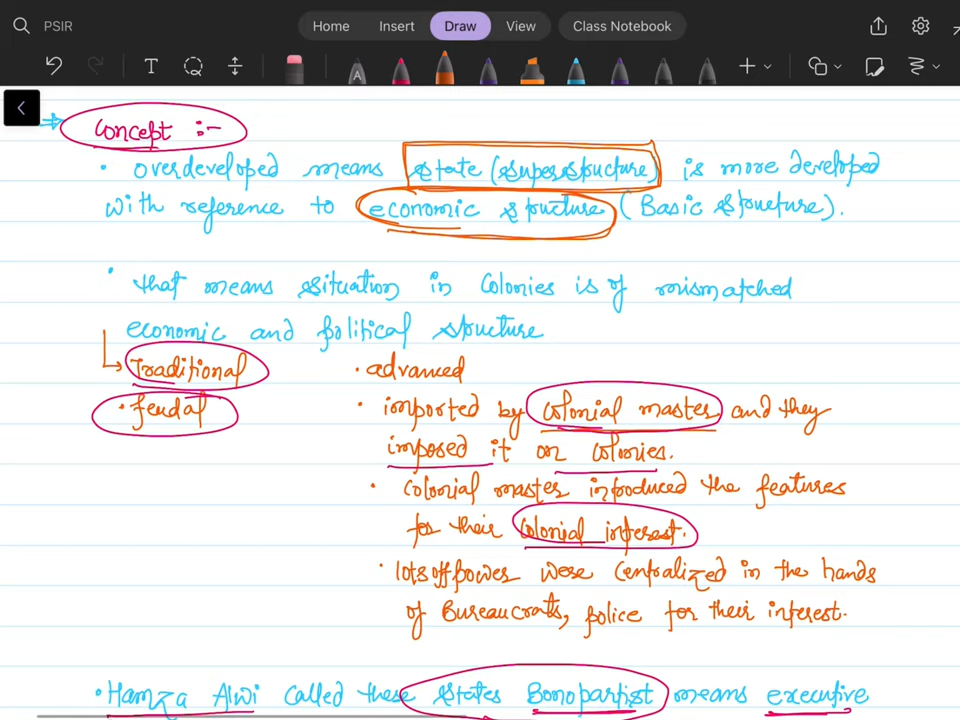 PSIR
Home Insert Draw View Class Notebook
T A
Concept :-
• overdeveloped means state (superstructure) is more developed
with reference to economic structure (Basic structure).
• that means situation in Colonies is of mismatched
economic and political structure
Traditional
• feudal
• advanced
• imported by colonial master and they
imposed it on colonies.
• colonial master introduced the features
for their colonial interest.
• lots off power were centralized in the hands
of Bureaucrats, police for their interest.
• Hamza Alwi called these states Bonopartist means executive